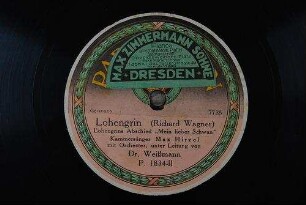 MAX ZIMMERMANN SÖHNE
DRESDEN
Lohengrin (Richard Wagner)
Lohengrins Abschied „Mein lieber Schwan"
Kammersänger Max Hirzel
mit Orchester, unter Leitung von
Dr. Weißmann
P. 1834-II